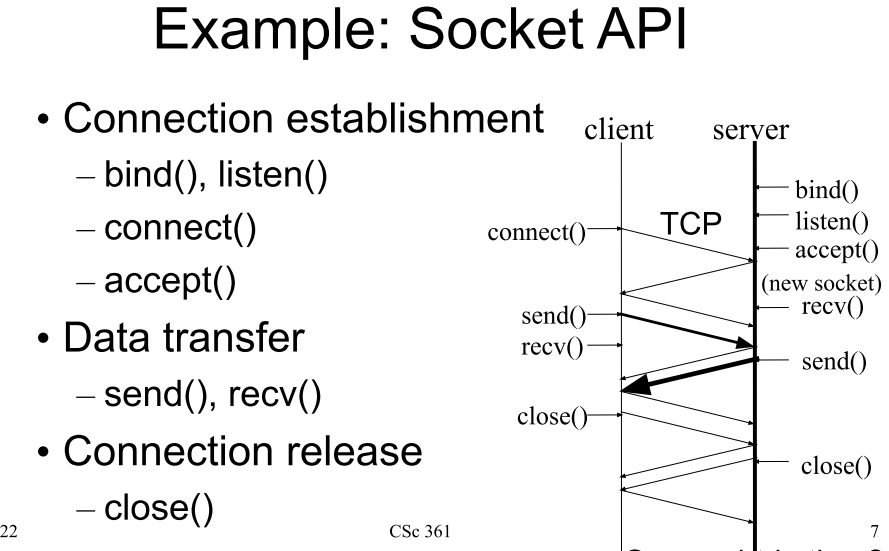 Example: Socket API
• Connection establishment
– bind(), listen()
– connect()
– accept()
• Data transfer
– send(), recv()
• Connection release
– close()
client server
bind()
listen()
connect() TCP
accept()
(new socket)
recv()
send()
recv()
send()
close()
close()
22 CSc 361 7